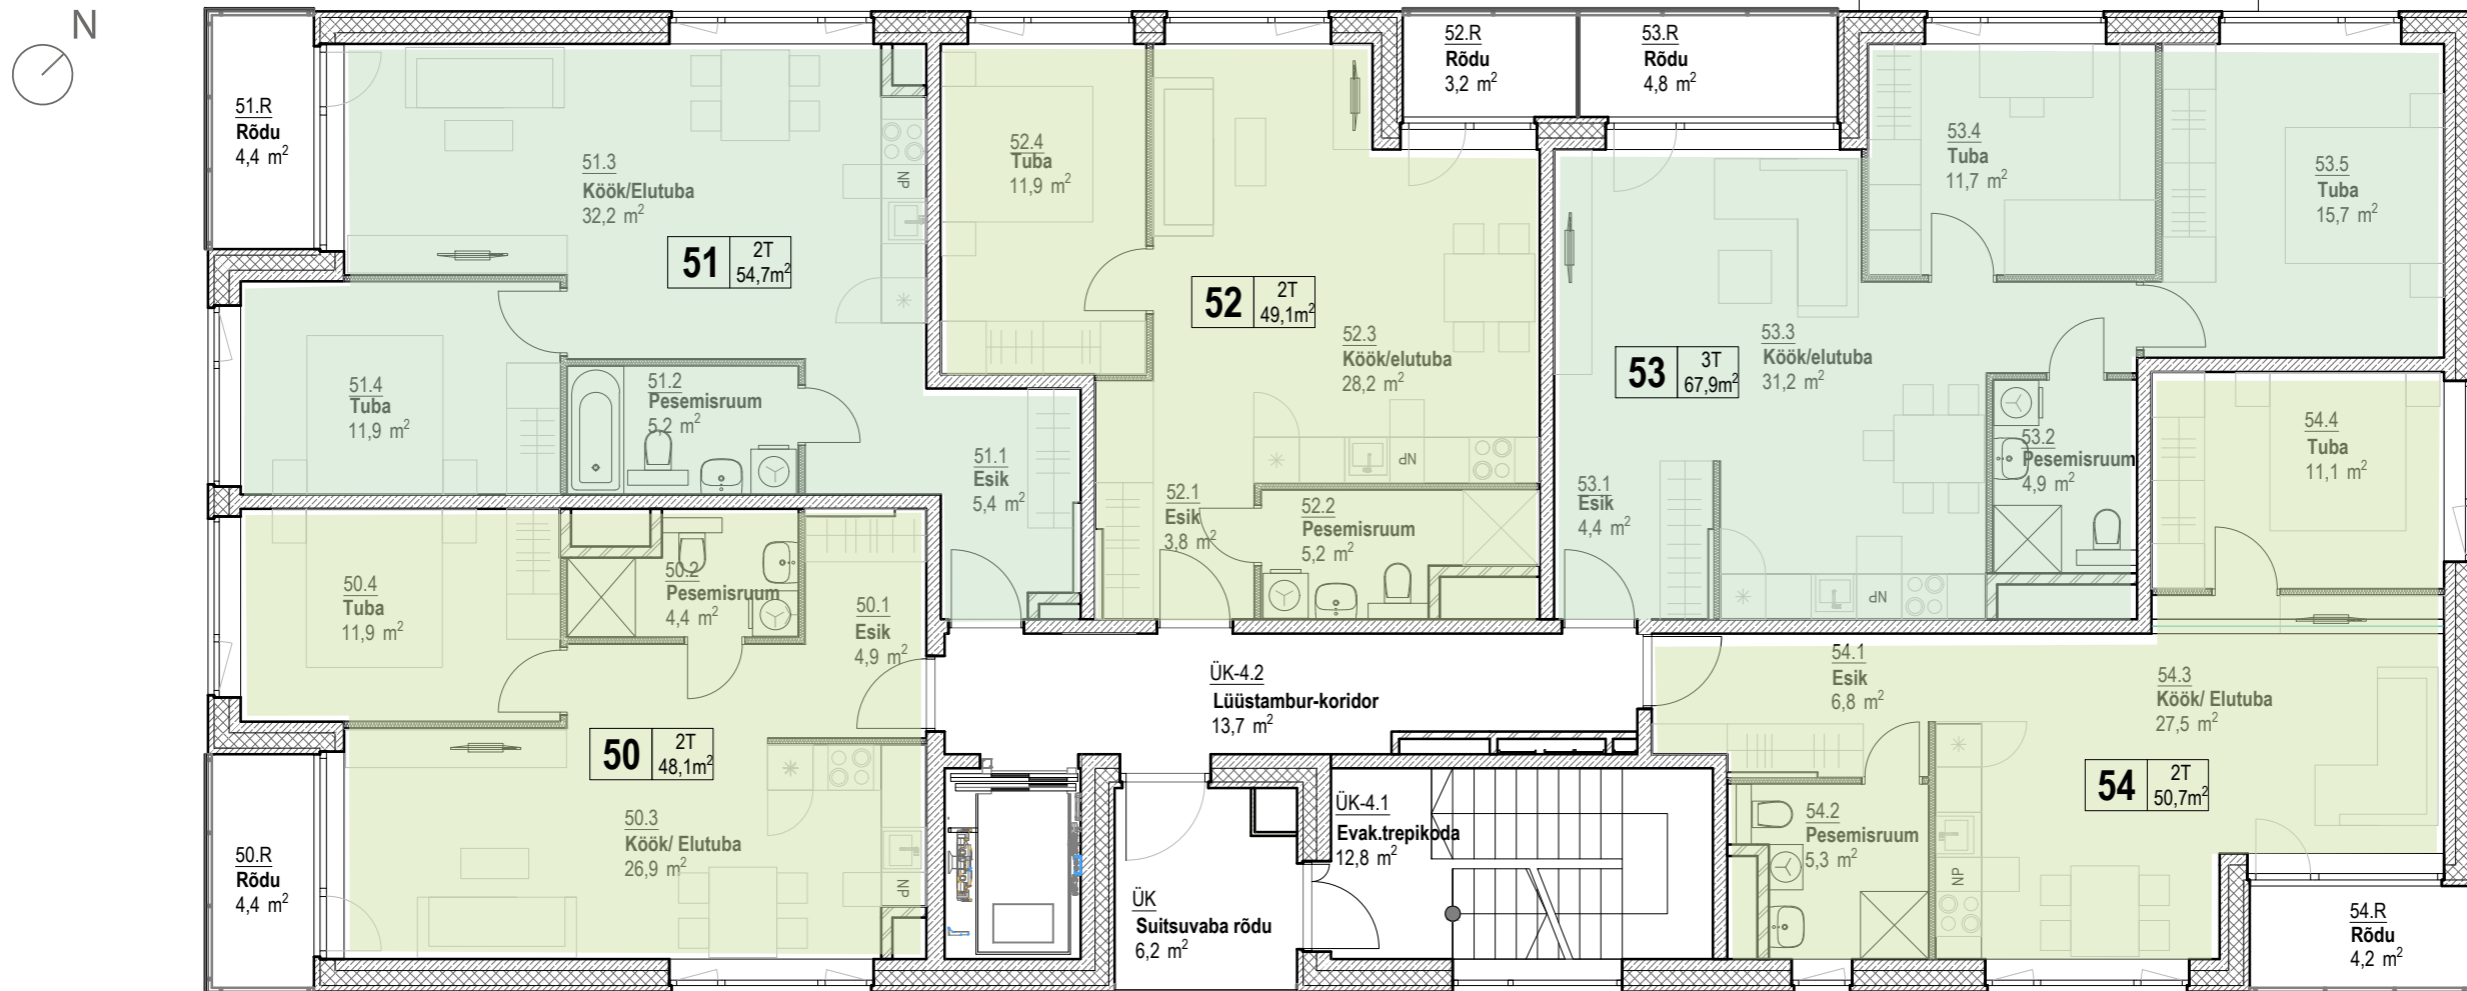 N
51.R
Rõdu
4,4 m²
51.3
Köök/Elutuba
32,2 m²
NP
51
2T
54,7m²
51.4
Tuba
11,9 m²
51.2
Pesemisruum
5,2 m²
51.1
Esik
5,4 m²
52.4
Tuba
11,9 m²
52
2T
49,1m²
52.3
Köök/elutuba
28,2 m²
NP
52.1
Esik
3,8 m²
52.2
Pesemisruum
5,2 m²
52.R
Rõdu
3,2 m²
53.R
Rõdu
4,8 m²
53.4
Tuba
11,7 m²
53.5
Tuba
15,7 m²
53
3T
67,9m²
53.3
Köök/elutuba
31,2 m²
53.2
Pesemisruum
4,9 m²
53.1
Esik
4,4 m²
NP
54.4
Tuba
11,1 m²
50.4
Tuba
11,9 m²
50.2
Pesemisruum
4,4 m²
50.1
Esik
4,9 m²
50
2T
48,1m²
50.3
Köök/ Elutuba
26,9 m²
NP
50.R
Rõdu
4,4 m²
ÜK-4.2
Lüüstambur-koridor
13,7 m²
ÜK-4.1
Evak.trepikoda
12,8 m²
ÜK
Suitsuvaba rõdu
6,2 m²
54.1
Esik
6,8 m²
54.3
Köök/ Elutuba
27,5 m²
54
2T
50,7m²
54.2
Pesemisruum
5,3 m²
NP
54.R
Rõdu
4,2 m²